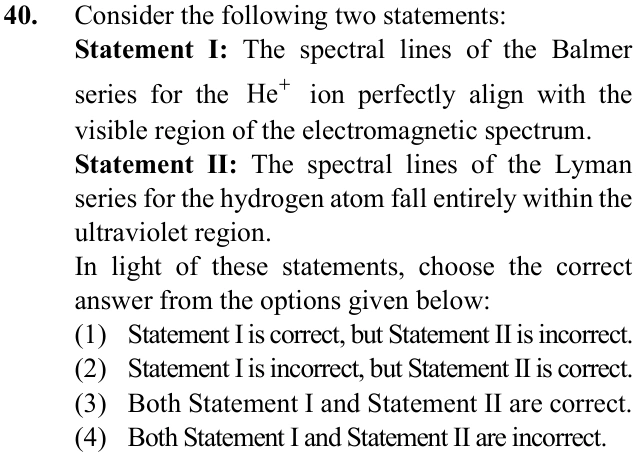 40. Consider the following two statements:
Statement I: The spectral lines of the Balmer
series for the He⁺ ion perfectly align with the
visible region of the electromagnetic spectrum.
Statement II: The spectral lines of the Lyman
series for the hydrogen atom fall entirely within the
ultraviolet region.
In light of these statements, choose the correct
answer from the options given below:
(1) Statement I is correct, but Statement II is incorrect.
(2) Statement I is incorrect, but Statement II is correct.
(3) Both Statement I and Statement II are correct.
(4) Both Statement I and Statement II are incorrect.